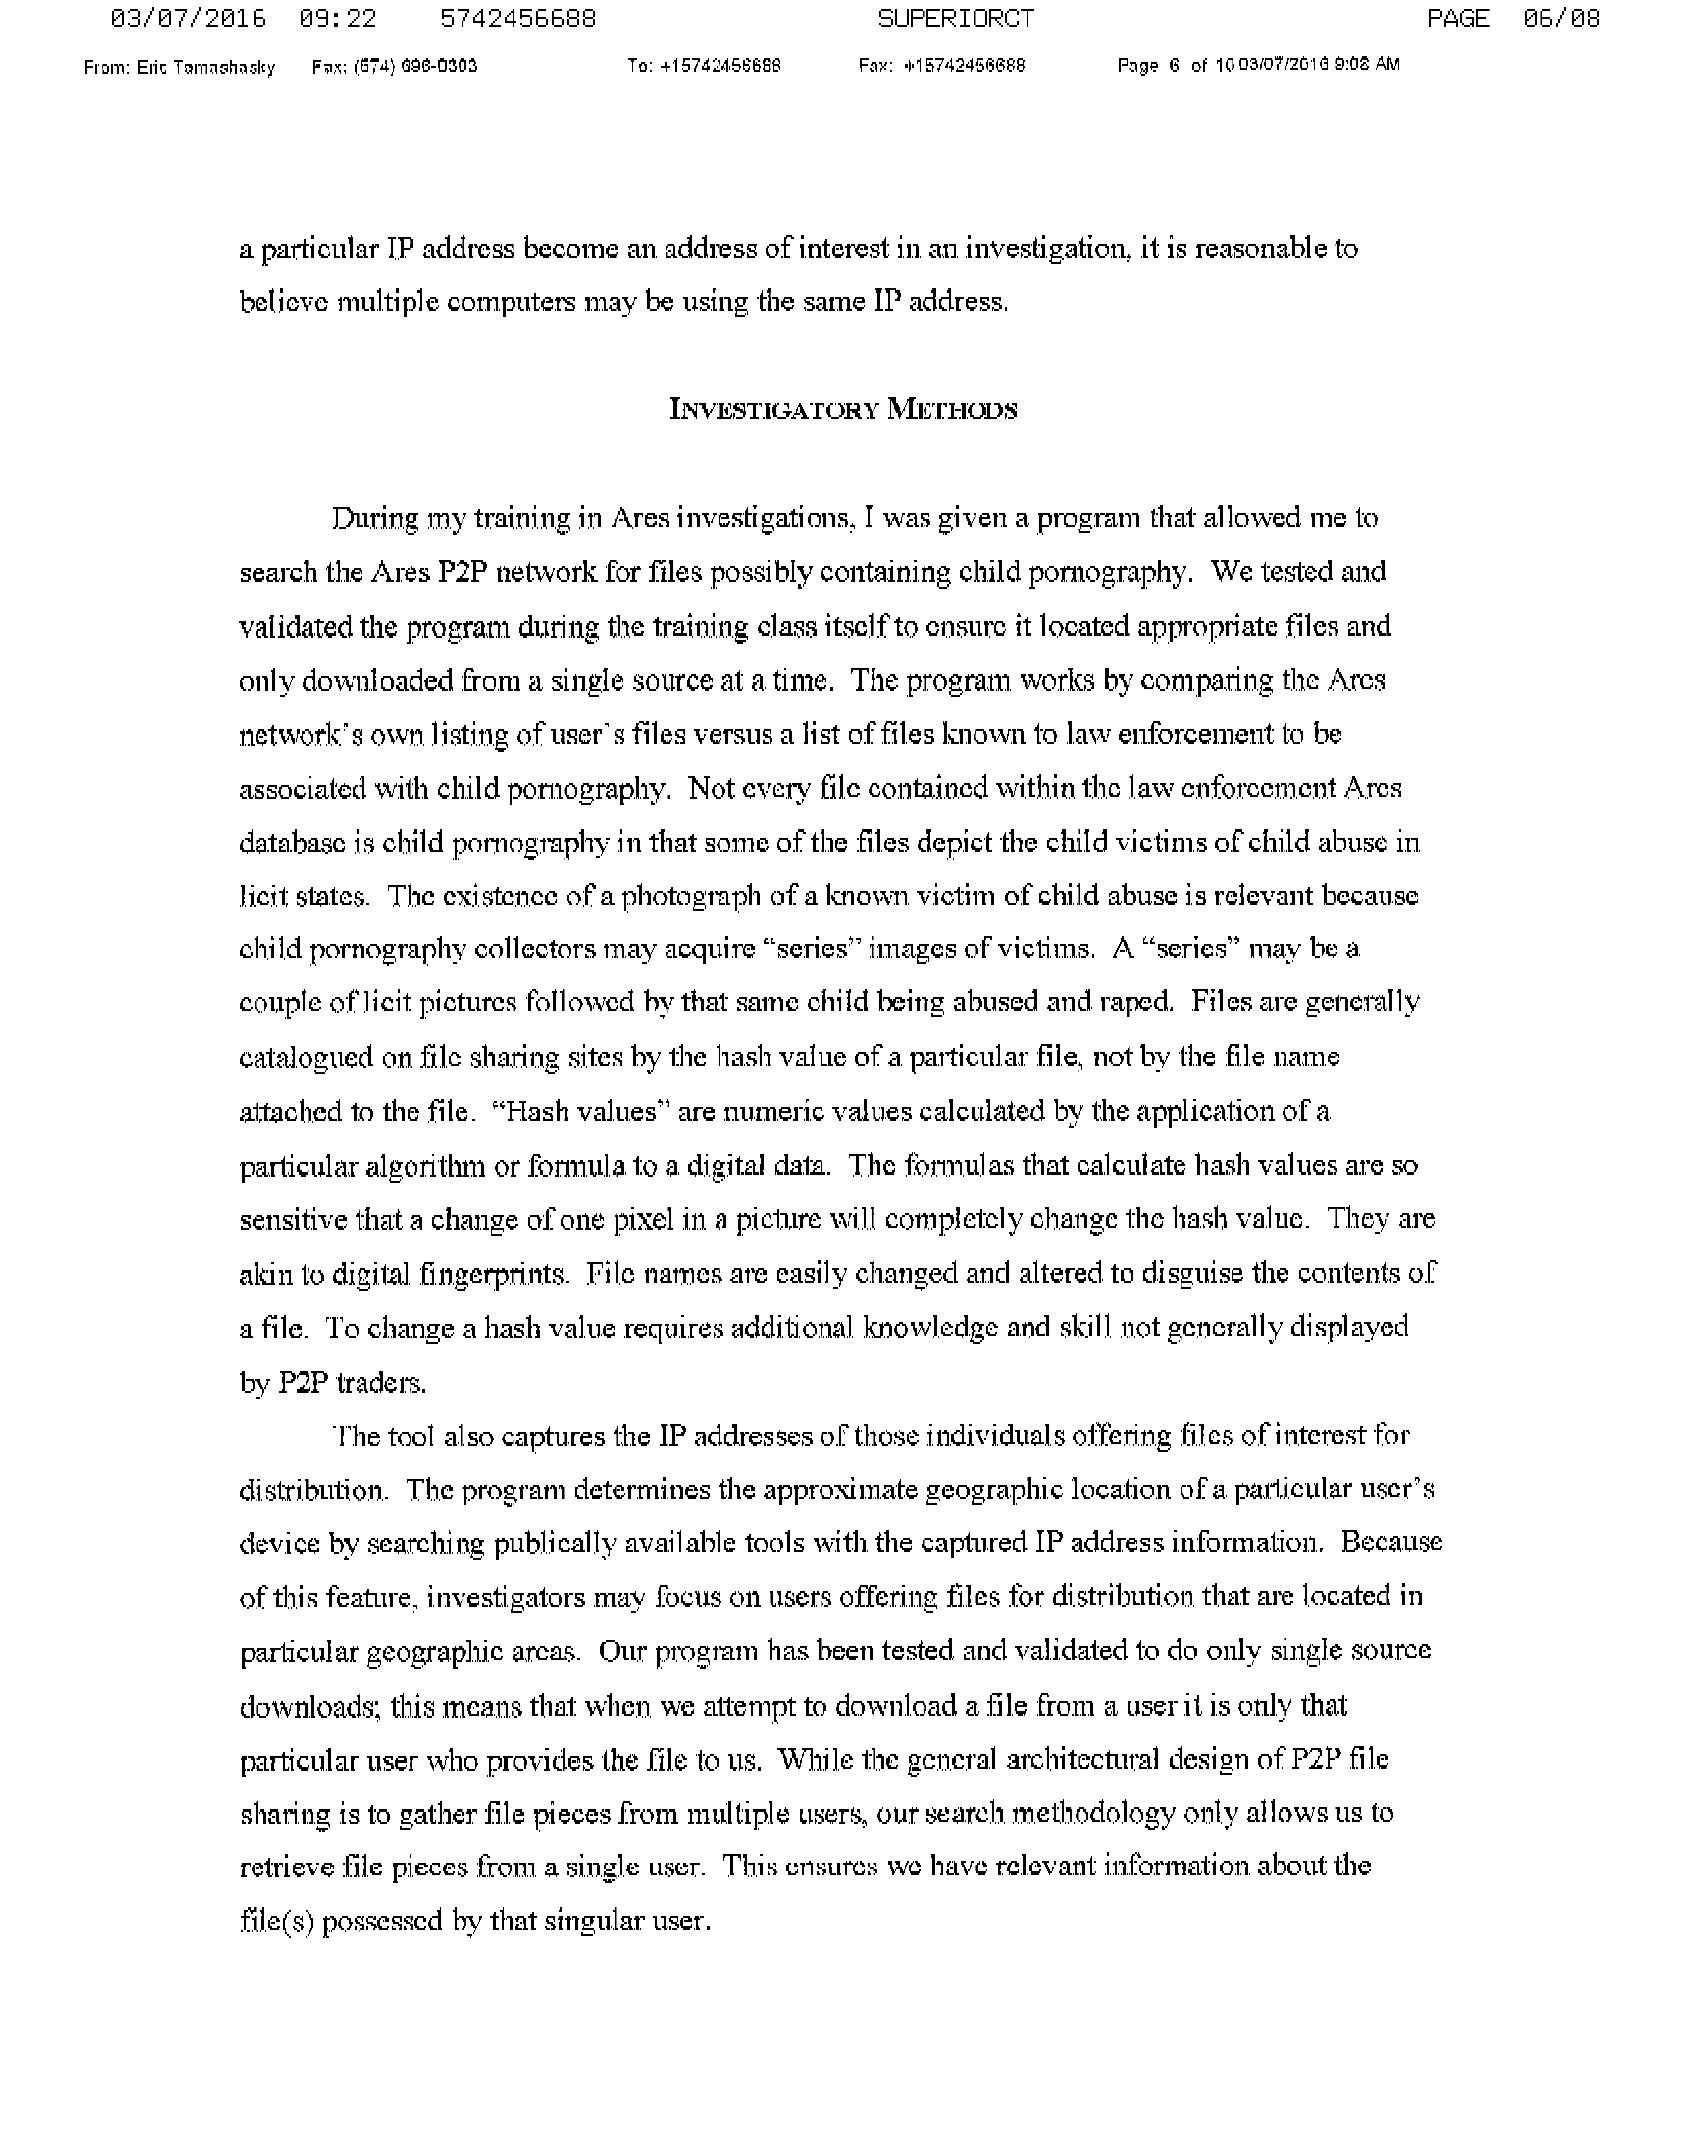 03/07/2016 09:22 5742456688 SUPERIORCT PAGE 06/08
From: Eric Tamashasky Fax: (574) 696-0303 To: +15742456688 Fax: +15742456688 Page 6 of 10 03/07/2016 9:08 AM
a particular IP address become an address of interest in an investigation, it is reasonable to
believe multiple computers may be using the same IP address.
INVESTIGATORY METHODS
During my training in Ares investigations, I was given a program that allowed me to
search the Ares P2P network for files possibly containing child pornography. We tested and
validated the program during the training class itself to ensure it located appropriate files and
only downloaded from a single source at a time. The program works by comparing the Ares
network's own listing of user's files versus a list of files known to law enforcement to be
associated with child pornography. Not every file contained within the law enforcement Ares
database is child pornography in that some of the files depict the child victims of child abuse in
licit states. The existence of a photograph of a known victim of child abuse is relevant because
child pornography collectors may acquire “series” images of victims. A “series” may be a
couple of licit pictures followed by that same child being abused and raped. Files are generally
catalogued on file sharing sites by the hash value of a particular file, not by the file name
attached to the file. “Hash values” are numeric values calculated by the application of a
particular algorithm or formula to a digital data. The formulas that calculate hash values are so
sensitive that a change of one pixel in a picture will completely change the hash value. They are
akin to digital fingerprints. File names are easily changed and altered to disguise the contents of
a file. To change a hash value requires additional knowledge and skill not generally displayed
by P2P traders.
The tool also captures the IP addresses of those individuals offering files of interest for
distribution. The program determines the approximate geographic location of a particular user's
device by searching publically available tools with the captured IP address information. Because
of this feature, investigators may focus on users offering files for distribution that are located in
particular geographic areas. Our program has been tested and validated to do only single source
downloads; this means that when we attempt to download a file from a user it is only that
particular user who provides the file to us. While the general architectural design of P2P file
sharing is to gather file pieces from multiple users, our search methodology only allows us to
retrieve file pieces from a single user. This ensures we have relevant information about the
file(s) possessed by that singular user.